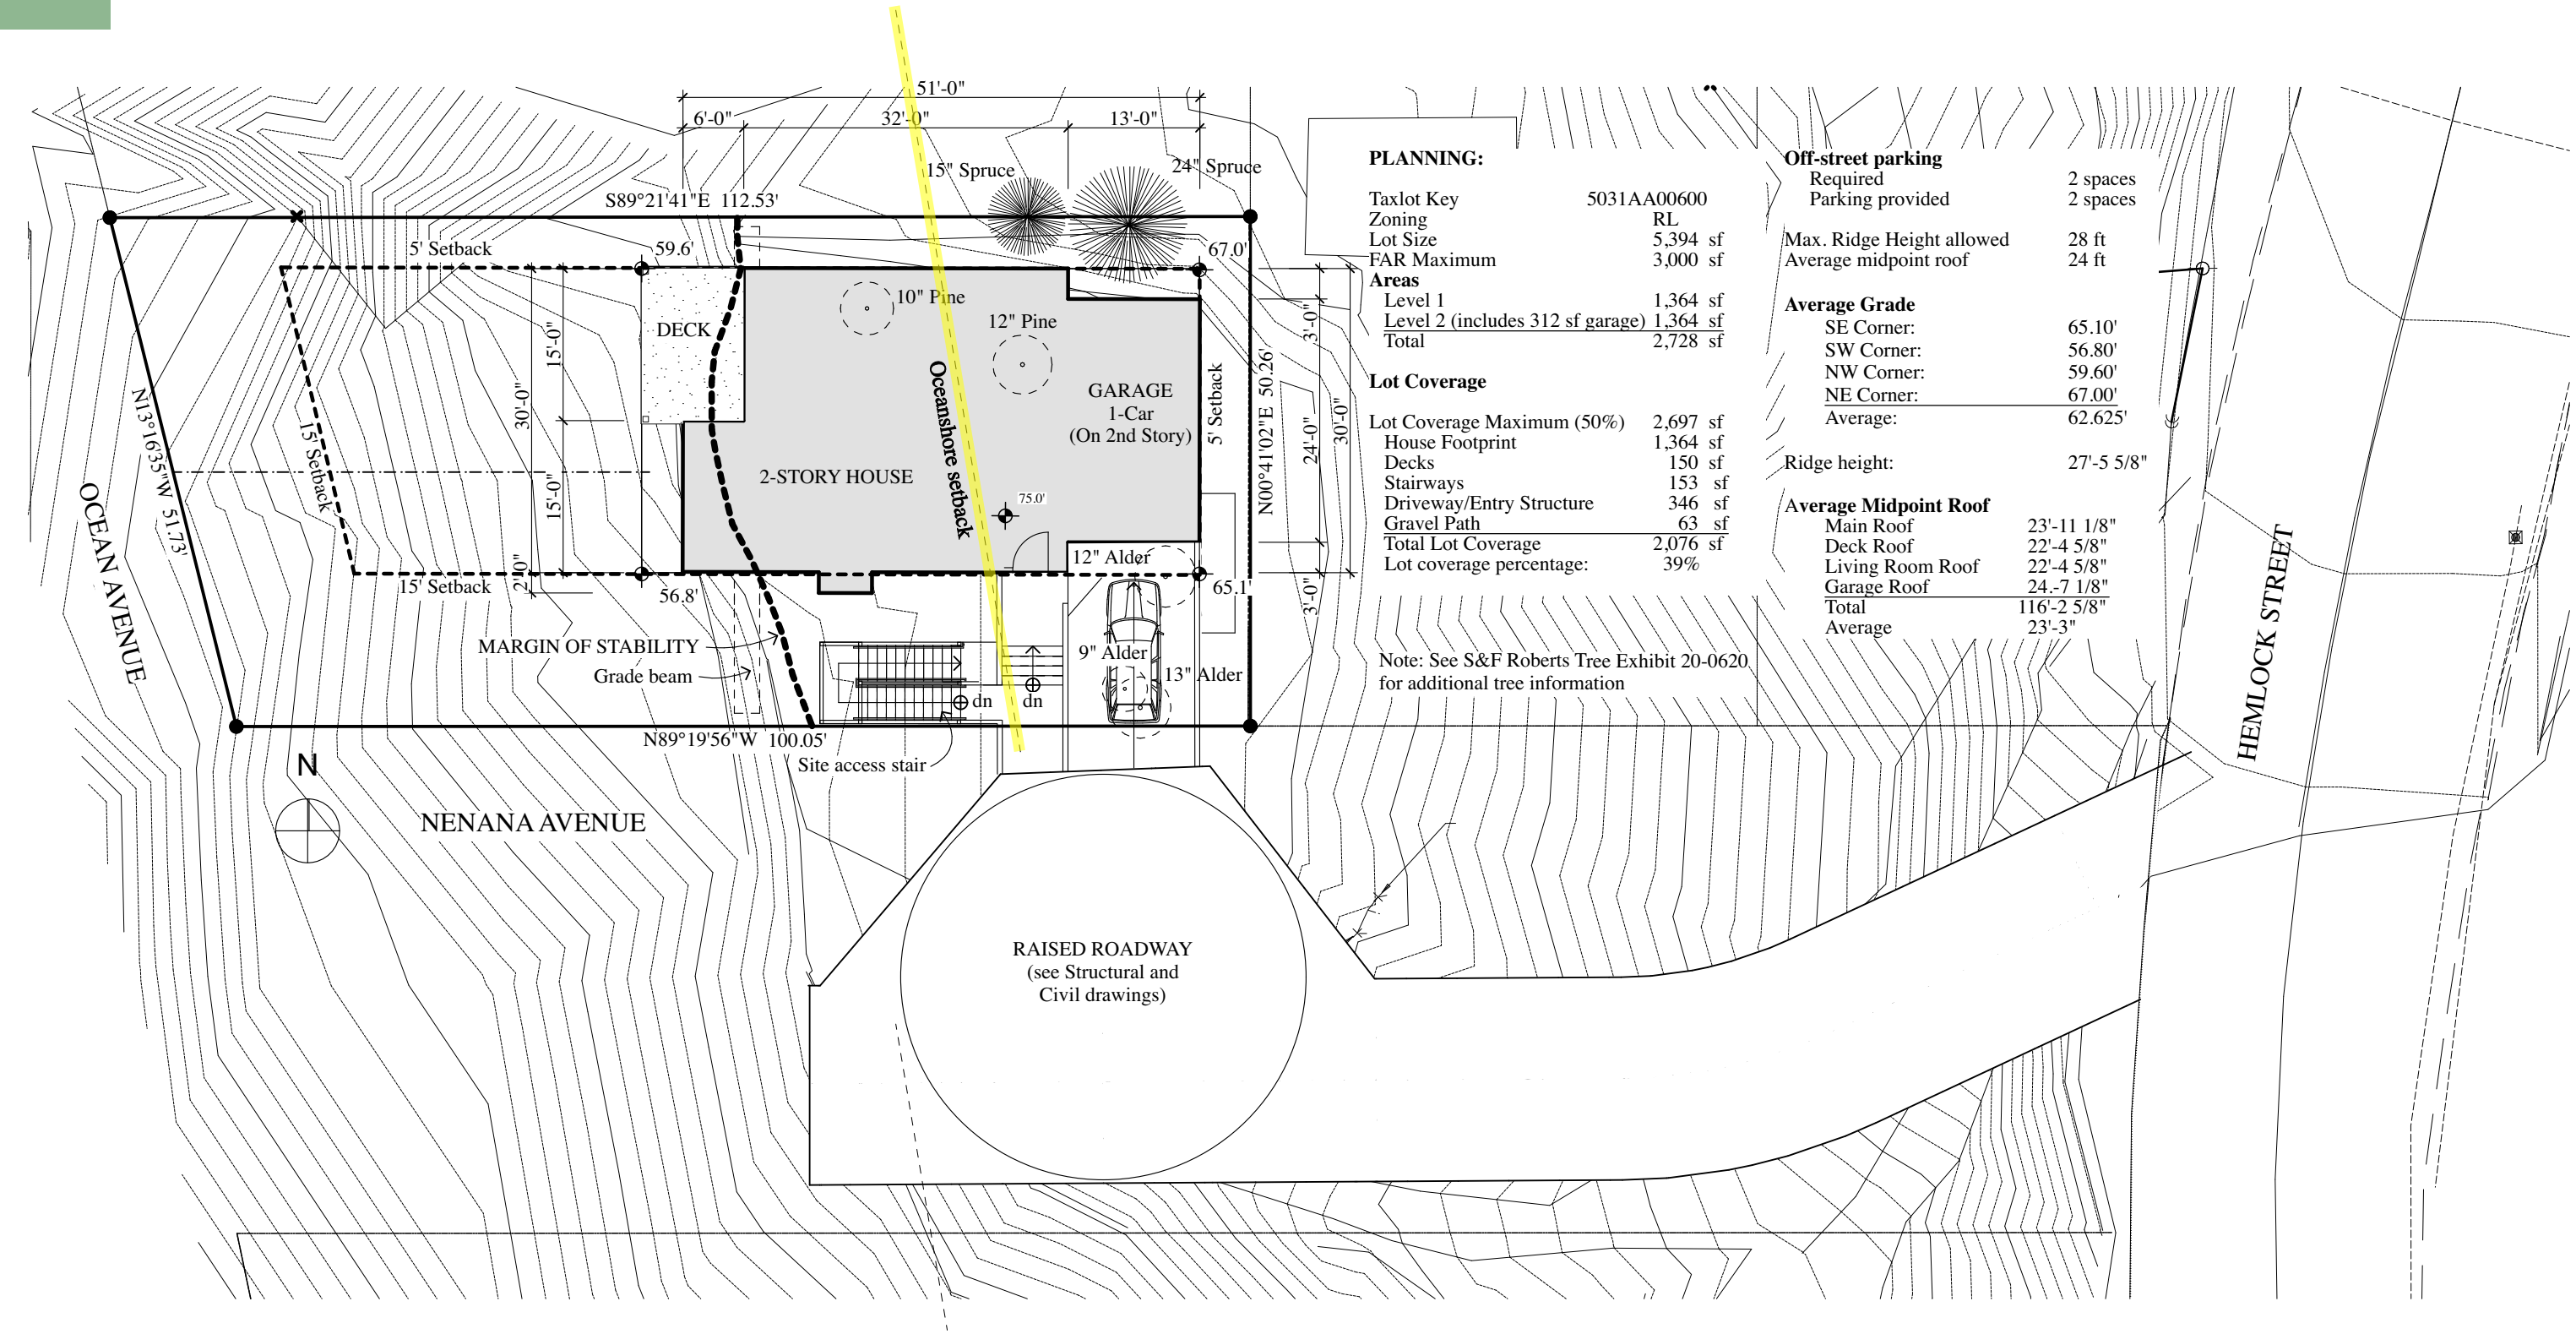 51'-0"
6'-0"
32'-0"
13'-0"
15" Spruce
24" Spruce
S89°21'41"E 112.53'
5' Setback
59.6'
67.0'
10" Pine
12" Pine
DECK
GARAGE
1-Car
(On 2nd Story)
5' Setback
N00°41'02"E 50.26'
3'-0"
24'-0"
30'-0"
3'-0"
15'-0"
30'-0"
15'-0"
2'-0"
Oceanshore setback
2-STORY HOUSE
75.0'
N13°16'35"W 51.73'
15' Setback
OCEAN AVENUE
15' Setback
56.8'
12" Alder
65.1'
MARGIN OF STABILITY
Grade beam
9" Alder
13" Alder
dn
dn
N89°19'56"W 100.05'
Site access stair
N
NENANA AVENUE
RAISED ROADWAY
(see Structural and
Civil drawings)
PLANNING:
Taxlot Key 5031AA00600
Zoning RL
Lot Size 5,394 sf
FAR Maximum 3,000 sf
Areas
Level 1 1,364 sf
Level 2 (includes 312 sf garage) 1,364 sf
Total 2,728 sf
Lot Coverage
Lot Coverage Maximum (50%) 2,697 sf
House Footprint 1,364 sf
Decks 150 sf
Stairways 153 sf
Driveway/Entry Structure 346 sf
Gravel Path 63 sf
Total Lot Coverage 2,076 sf
Lot coverage percentage: 39%
Off-street parking
Required 2 spaces
Parking provided 2 spaces
Max. Ridge Height allowed 28 ft
Average midpoint roof 24 ft
Average Grade
SE Corner: 65.10'
SW Corner: 56.80'
NW Corner: 59.60'
NE Corner: 67.00'
Average: 62.625'
Ridge height: 27'-5 5/8"
Average Midpoint Roof
Main Roof 23'-11 1/8"
Deck Roof 22'-4 5/8"
Living Room Roof 22'-4 5/8"
Garage Roof 24.-7 1/8"
Total 116'-2 5/8"
Average 23'-3"
Note: See S&F Roberts Tree Exhibit 20-0620
for additional tree information
HEMLOCK STREET